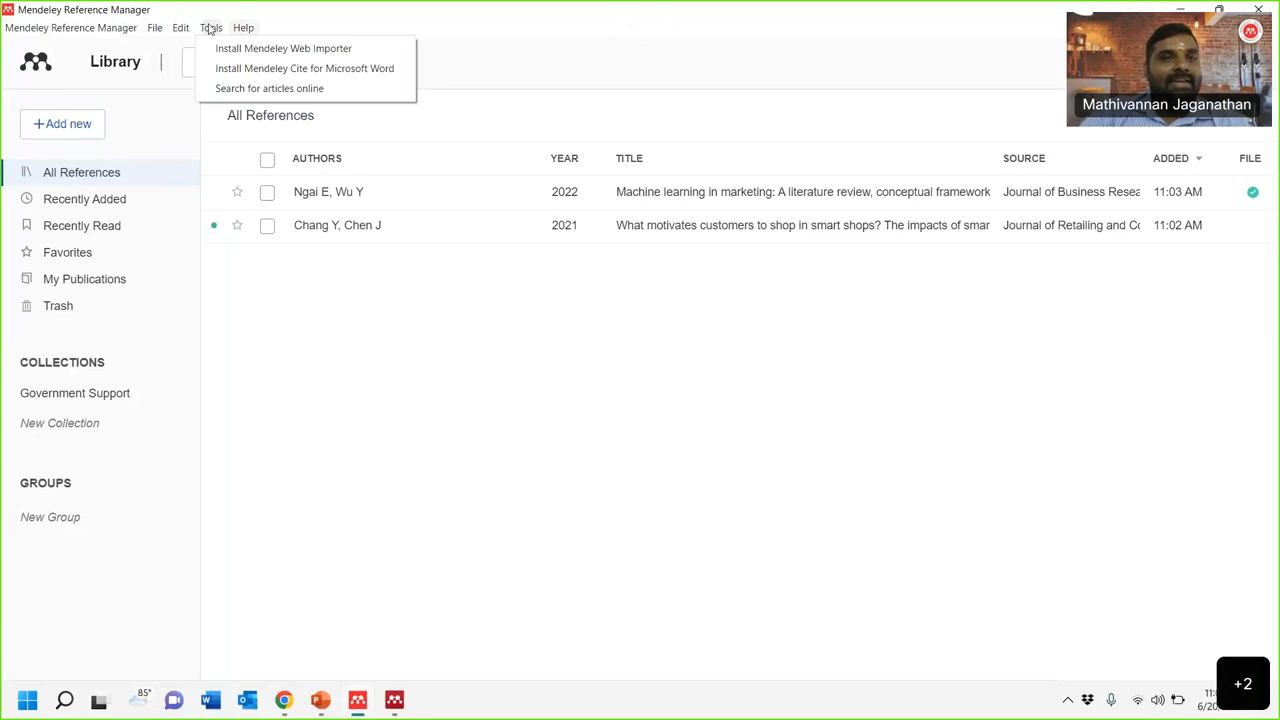 Mendeley Reference Manager
Mendeley Reference Manager File Edit Tools Help
Install Mendeley Web Importer
Install Mendeley Cite for Microsoft Word
Search for articles online
Library
Mathivannan Jaganathan
+Add new
All References
All References
Recently Added
Recently Read
Favorites
My Publications
Trash
COLLECTIONS
Government Support
New Collection
GROUPS
New Group
AUTHORS YEAR TITLE SOURCE ADDED FILE
Ngai E, Wu Y 2022 Machine learning in marketing: A literature review, conceptual framework Journal of Business Resea 11:03 AM
Chang Y, Chen J 2021 What motivates customers to shop in smart shops? The impacts of smar Journal of Retailing and Co 11:02 AM
85°
+2